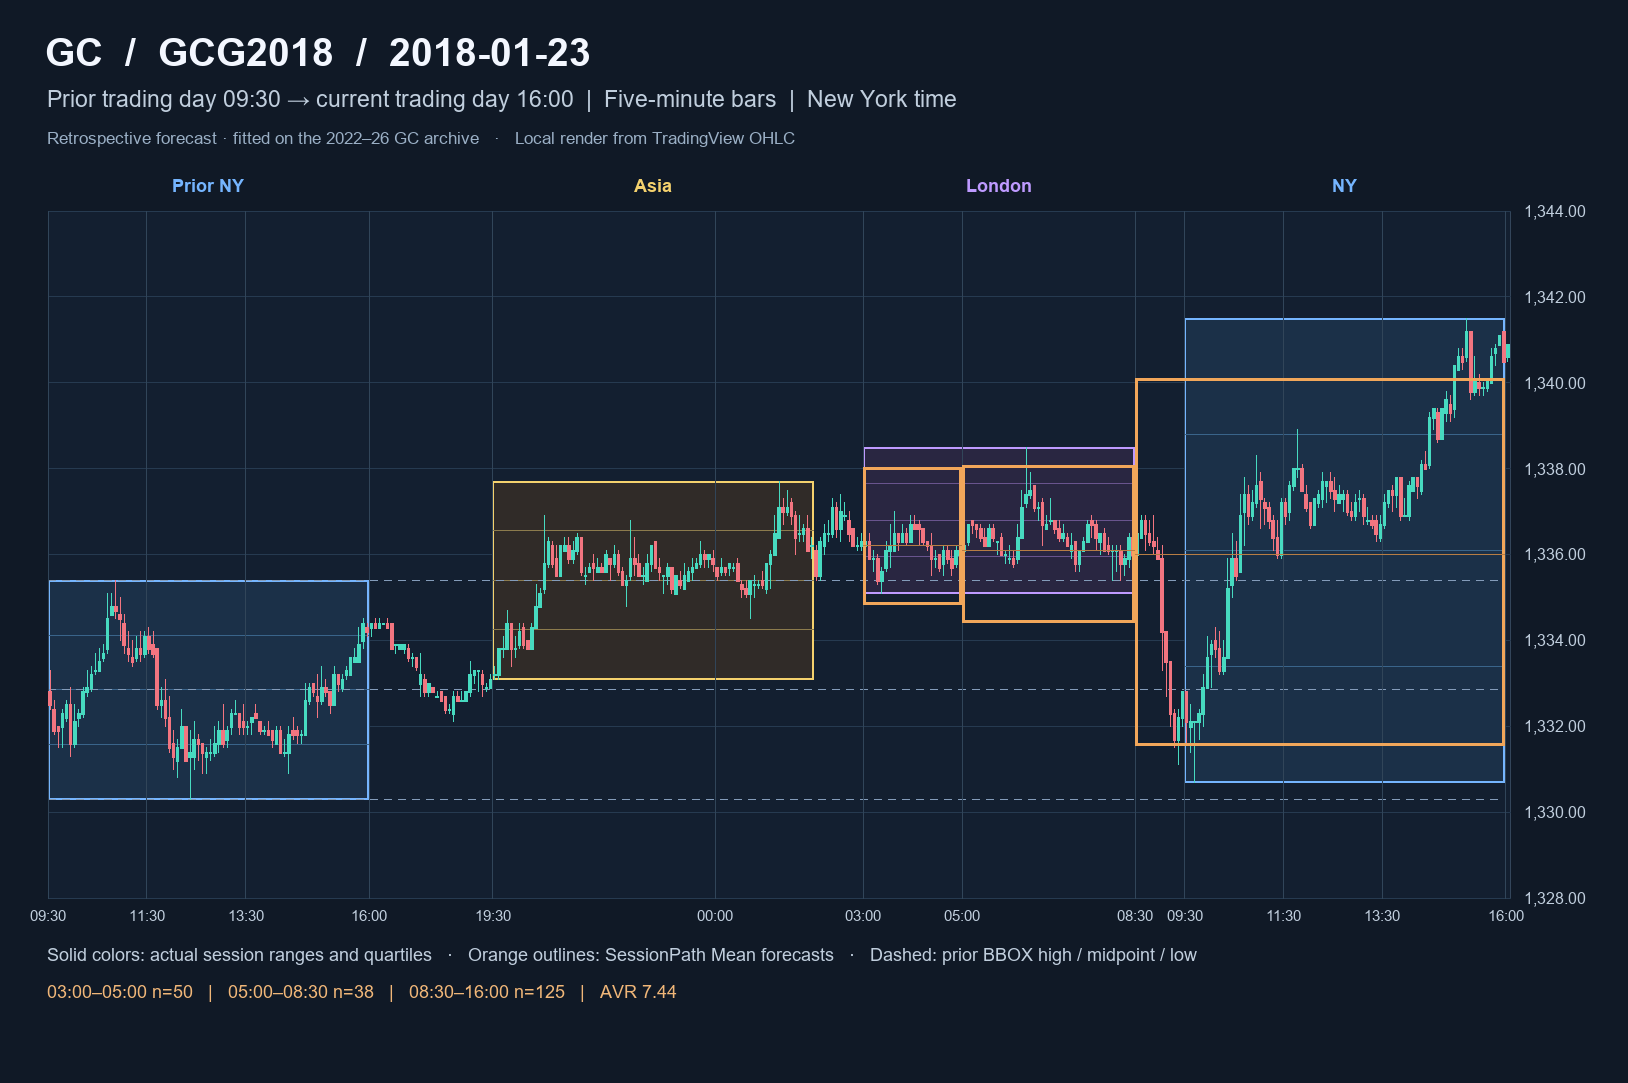 GC / GCG2018 / 2018-01-23
Prior trading day 09:30 → current trading day 16:00 | Five-minute bars | New York time
Retrospective forecast · fitted on the 2022–26 GC archive · Local render from TradingView OHLC
Prior NY Asia London NY
1,344.00
1,342.00
1,340.00
1,338.00
1,336.00
1,334.00
1,332.00
1,330.00
1,328.00
09:30 11:30 13:30 16:00 19:30 00:00 03:00 05:00 08:30 09:30 11:30 13:30 16:00
Solid colors: actual session ranges and quartiles · Orange outlines: SessionPath Mean forecasts · Dashed: prior BBOX high / midpoint / low
03:00–05:00 n=50 | 05:00–08:30 n=38 | 08:30–16:00 n=125 | AVR 7.44